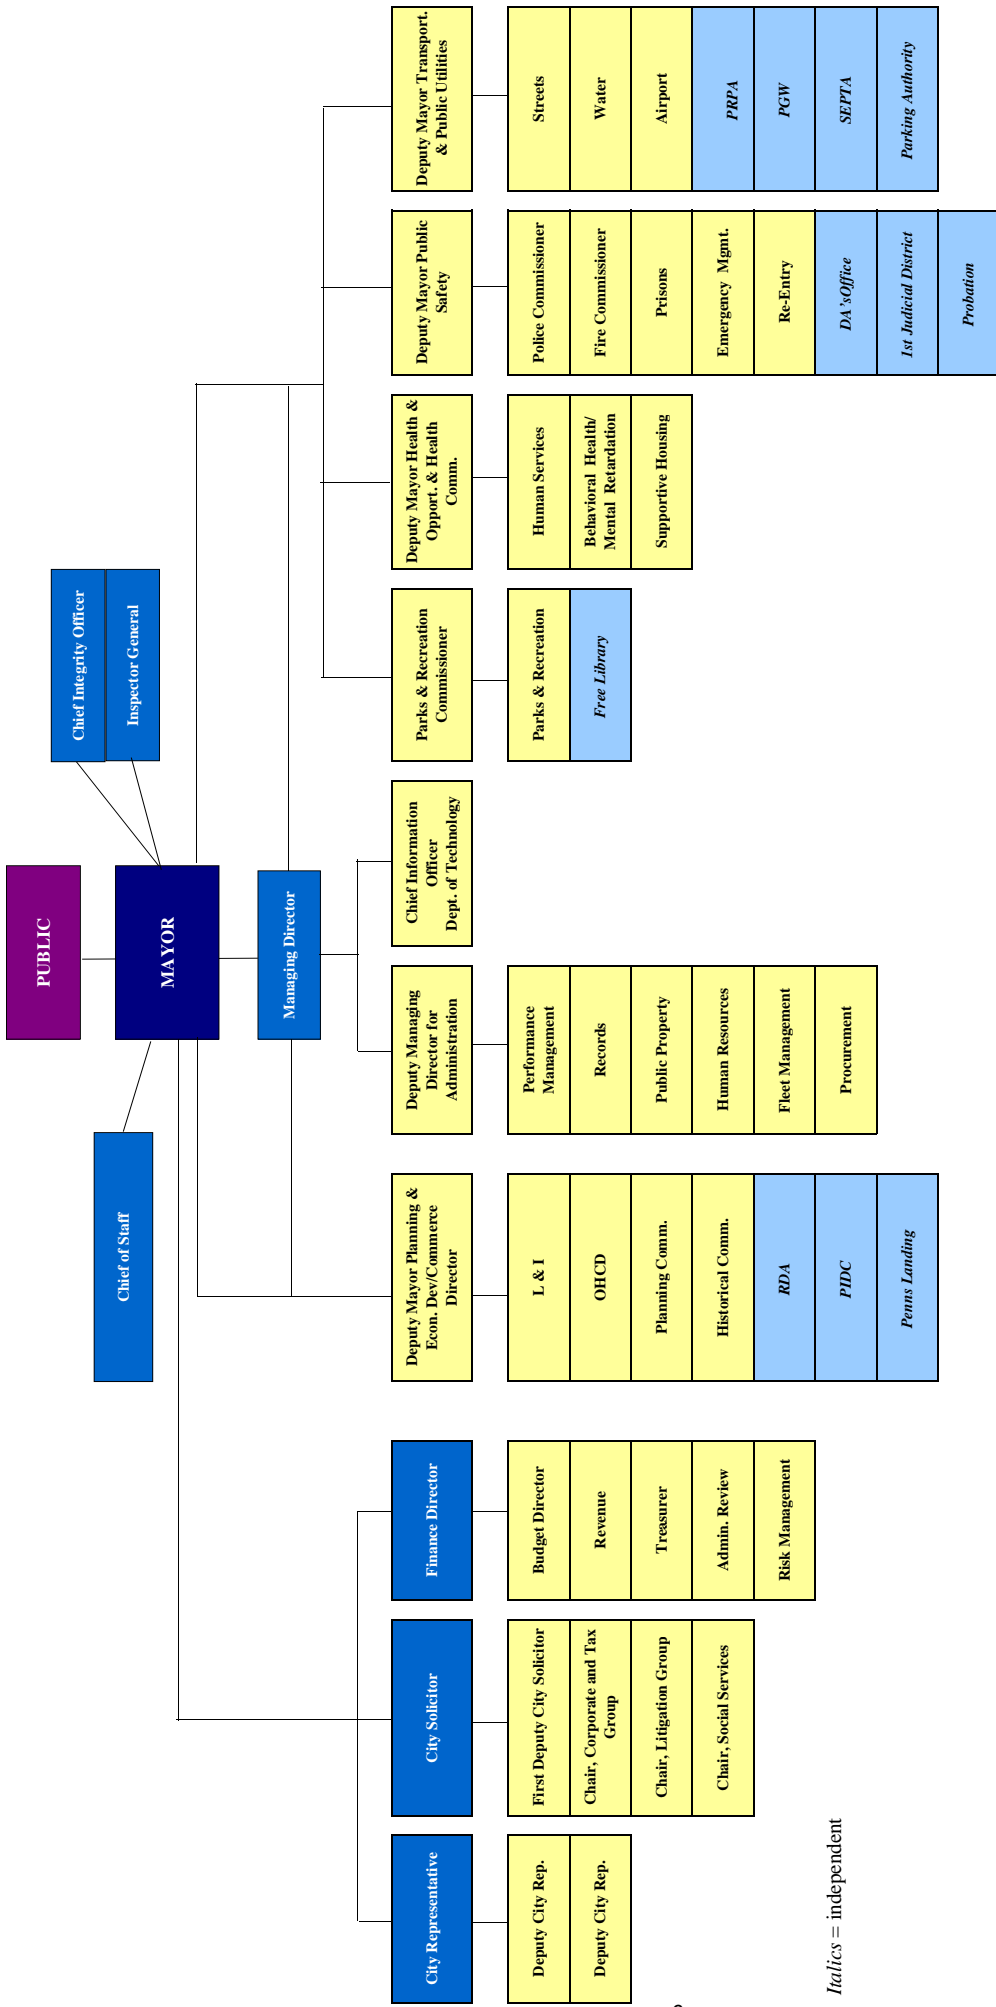 PUBLIC
Chief Integrity Officer
Inspector General
Chief of Staff
MAYOR
Managing Director
City Representative
Deputy City Rep.
Deputy City Rep.
City Solicitor
First Deputy City Solicitor
Chair, Corporate and Tax
Group
Chair, Litigation Group
Chair, Social Services
Finance Director
Budget Director
Revenue
Treasurer
Admin. Review
Risk Management
Deputy Mayor Planning &
Econ. Dev/Commerce
Director
L & I
OHCD
Planning Comm.
Historical Comm.
RDA
PIDC
Penns Landing
Deputy Managing
Director for
Administration
Performance
Management
Records
Public Property
Human Resources
Fleet Management
Procurement
Chief Information
Officer
Dept. of Technology
Parks & Recreation
Commissioner
Parks & Recreation
Free Library
Deputy Mayor Health &
Opport. & Health
Comm.
Human Services
Behavioral Health/
Mental Retardation
Supportive Housing
Deputy Mayor Public
Safety
Police Commissioner
Fire Commissioner
Prisons
Emergency Mgmt.
Re-Entry
DA'sOffice
1st Judicial District
Probation
Deputy Mayor Transport.
& Public Utilities
Streets
Water
Airport
PRPA
PGW
SEPTA
Parking Authority
Italics = independent